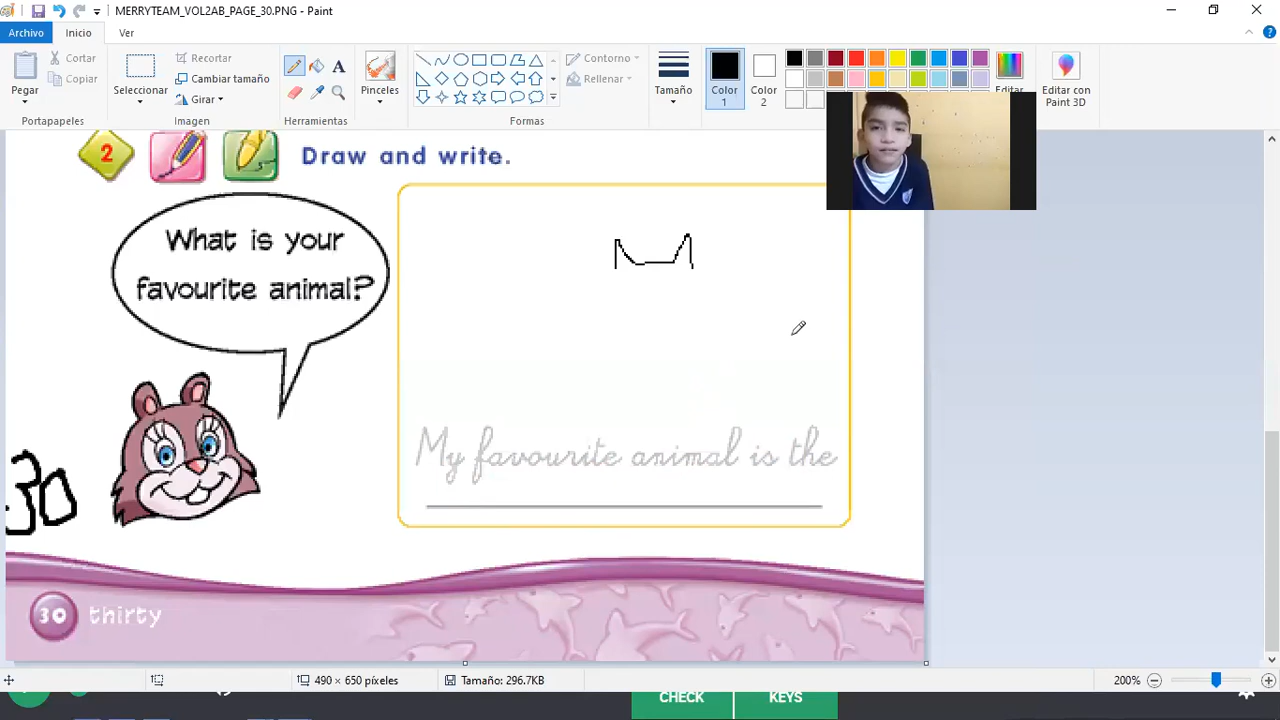 MERRYTEAM_VOL2AB_PAGE_30.PNG - Paint
Archivo Inicio Ver
Pegar
Cortar
Copiar
Portapapeles
Seleccionar
Recortar
Cambiar tamaño
Girar
Imagen
A
Herramientas
Pinceles
Contorno
Rellenar
Formas
Tamaño
Color 1
Color 2
Editar
Editar con Paint 3D
2 Draw and write.
What is your
favourite animal?
My favourite animal is the
30
30 thirty
490 × 650 píxeles
Tamaño: 296.7KB
200%
CHECK KEYS